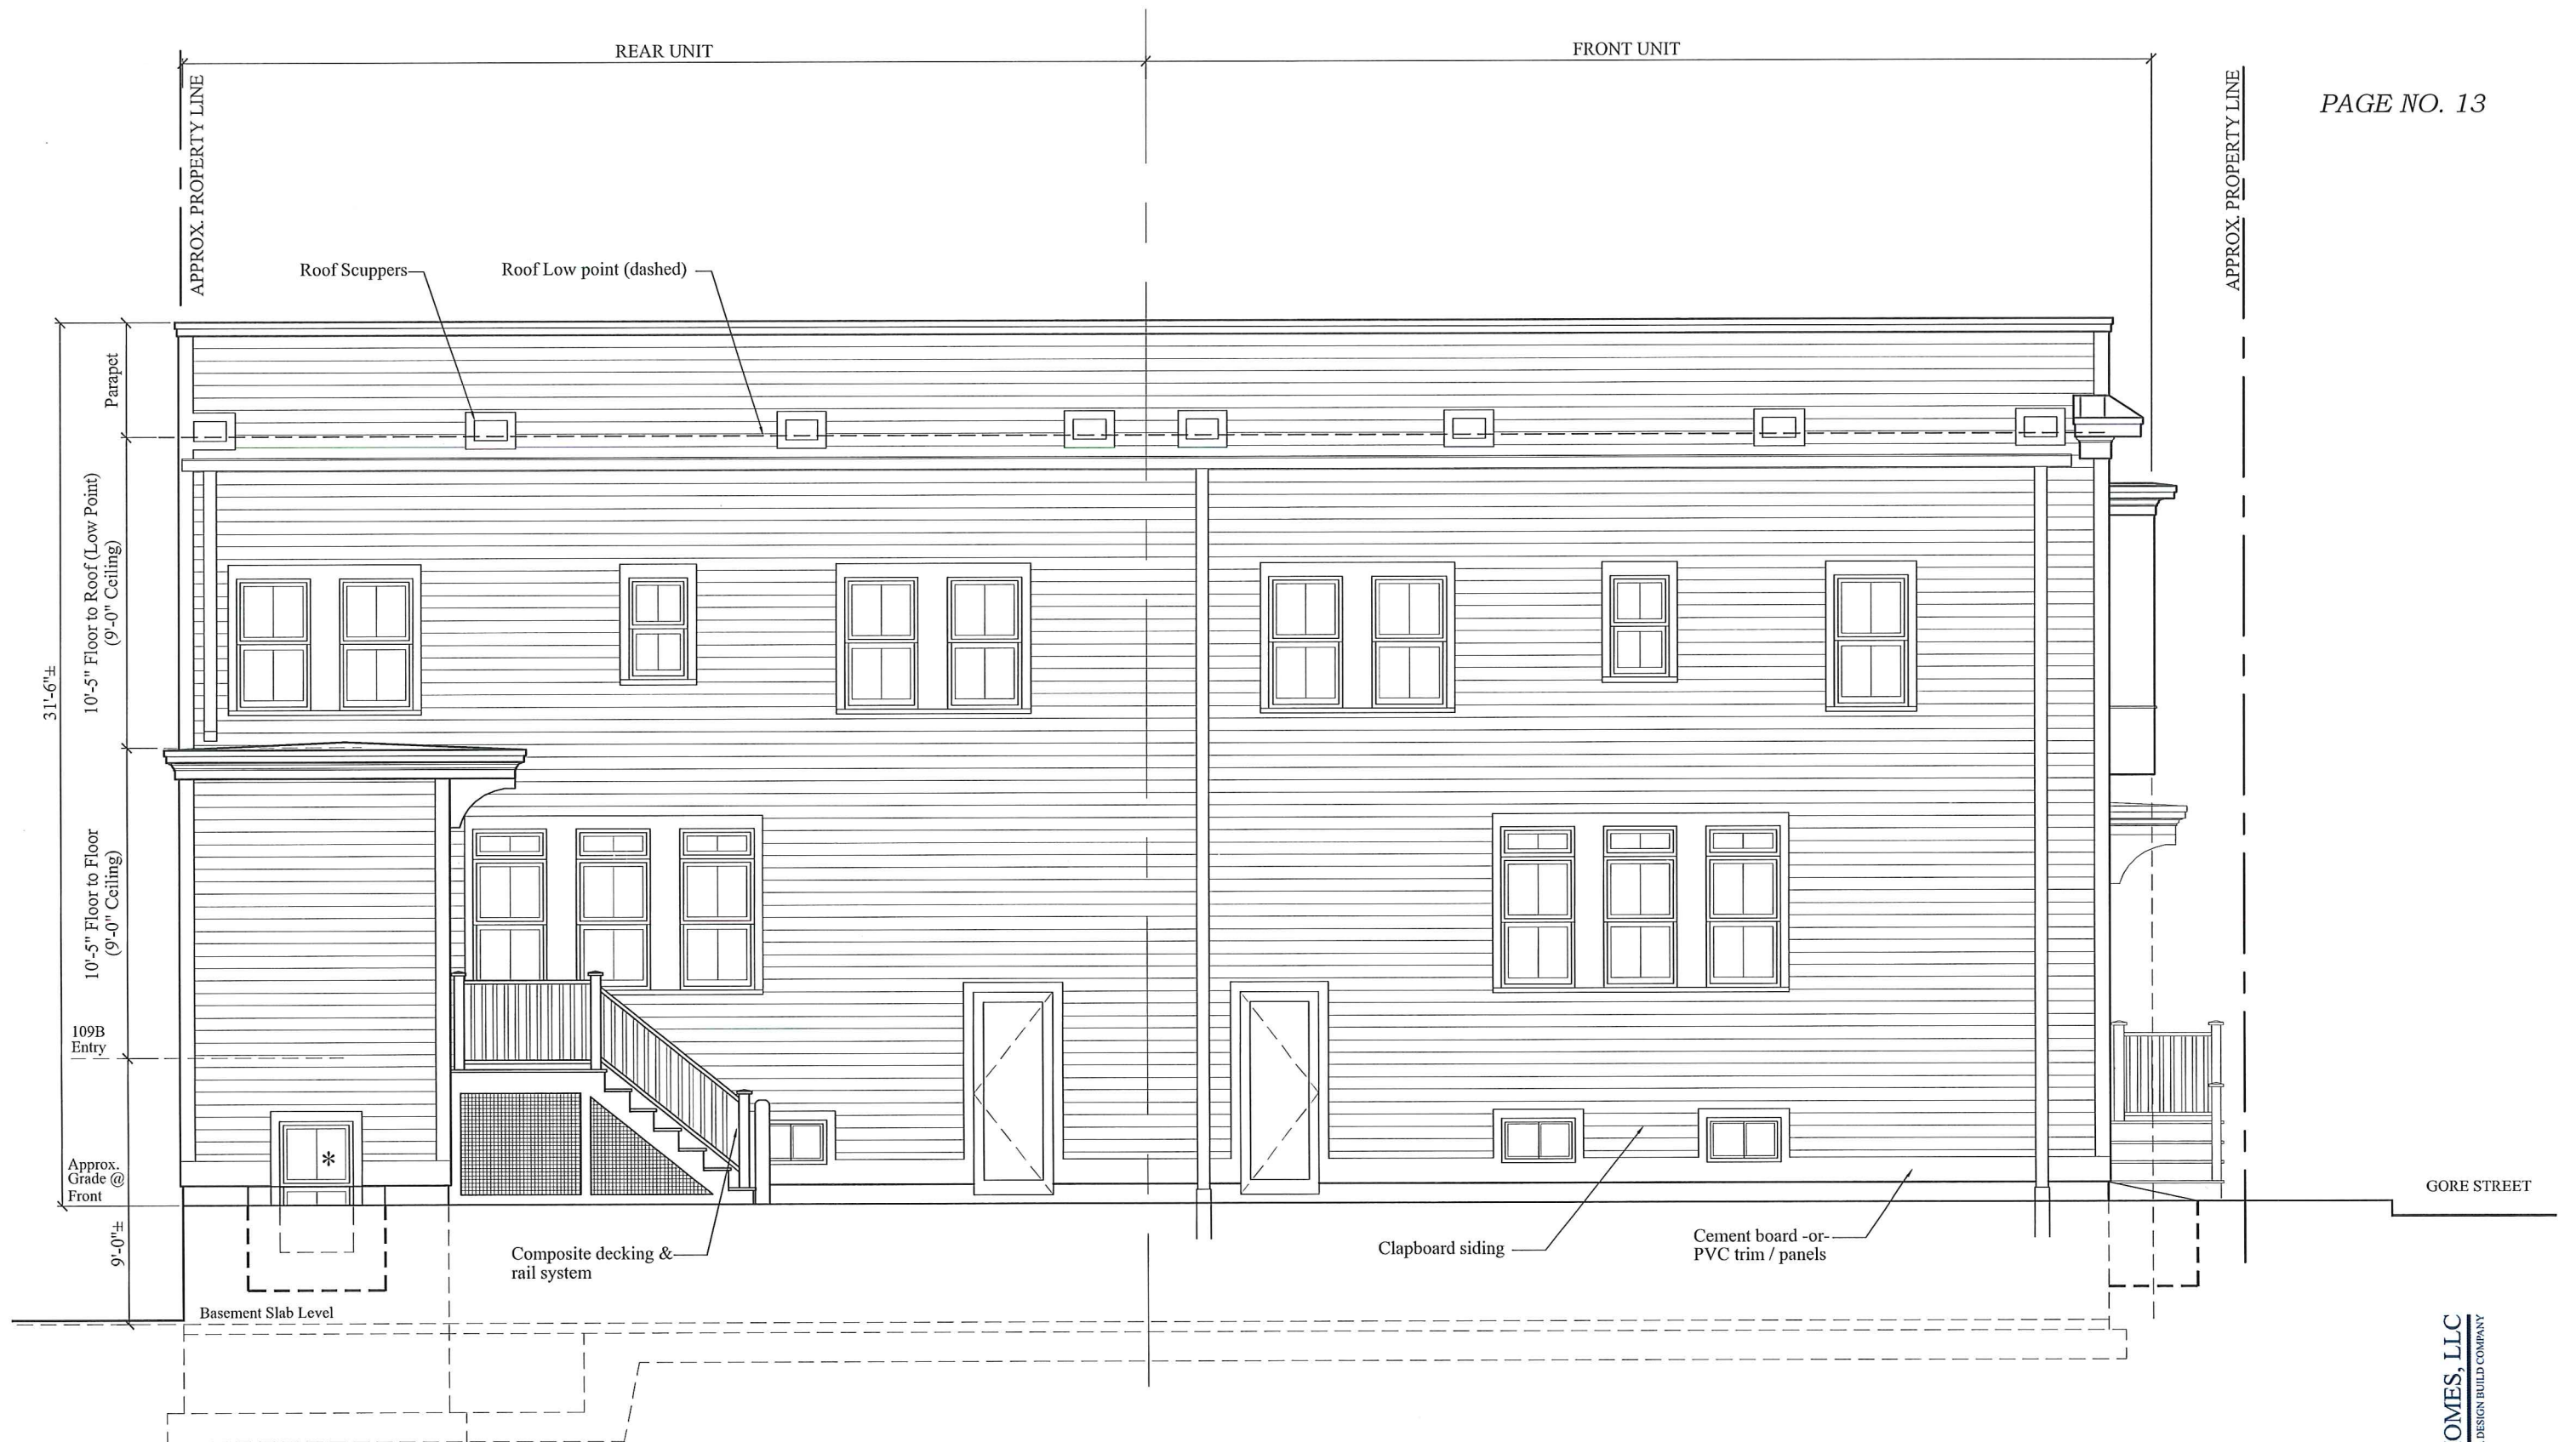 REAR UNIT
FRONT UNIT
PAGE NO. 13
APPROX. PROPERTY LINE
APPROX. PROPERTY LINE
Roof Scuppers
Roof Low point (dashed)
Parapet
10'-5" Floor to Roof (Low Point)
(9'-0" Ceiling)
31'-6"±
10'-5" Floor to Floor
(9'-0" Ceiling)
109B
Entry
Approx.
Grade @
Front
*
9'-0"±
GORE STREET
Composite decking &
rail system
Clapboard siding
Cement board -or-
PVC trim / panels
Basement Slab Level
OMES, LLC
DESIGN BUILD COMPANY